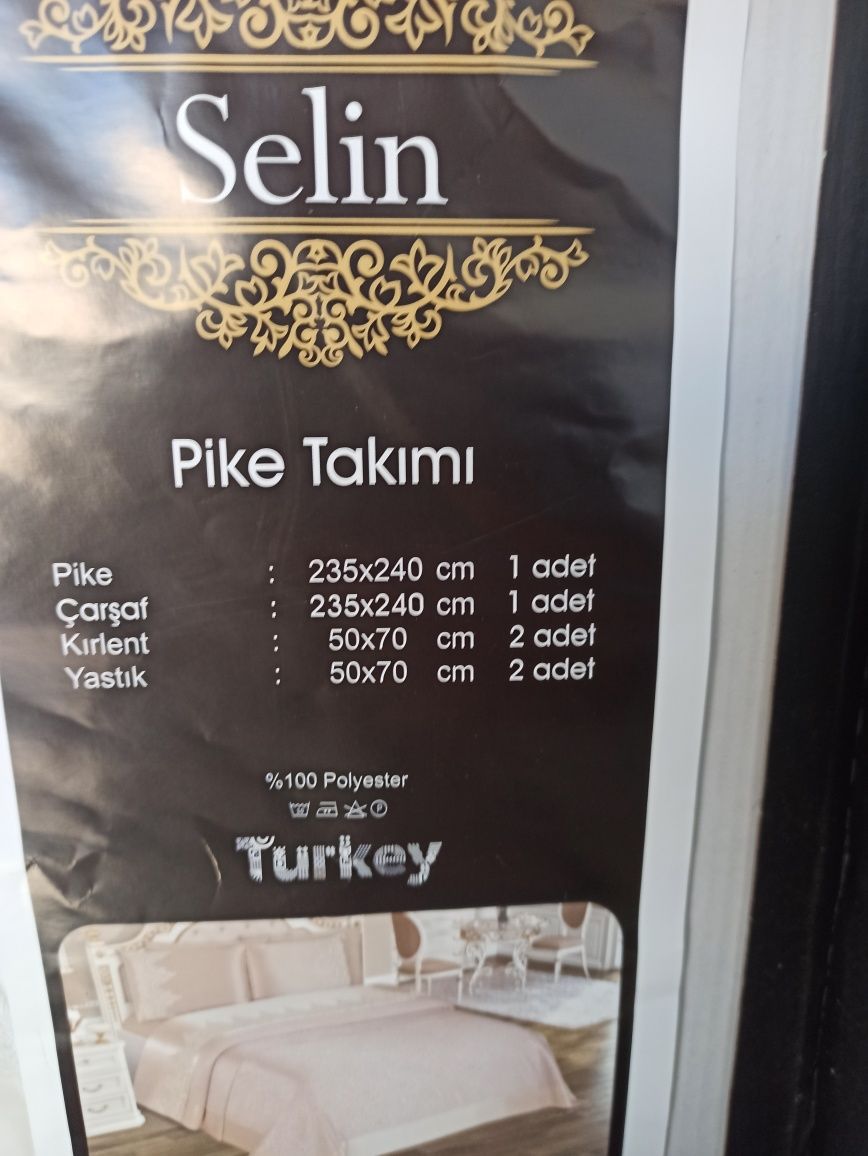 Selin
Pike Takımı
Pike : 235x240 cm 1 adet
Çarşaf : 235x240 cm 1 adet
Kırlent : 50x70 cm 2 adet
Yastık : 50x70 cm 2 adet
%100 Polyester
Turkey